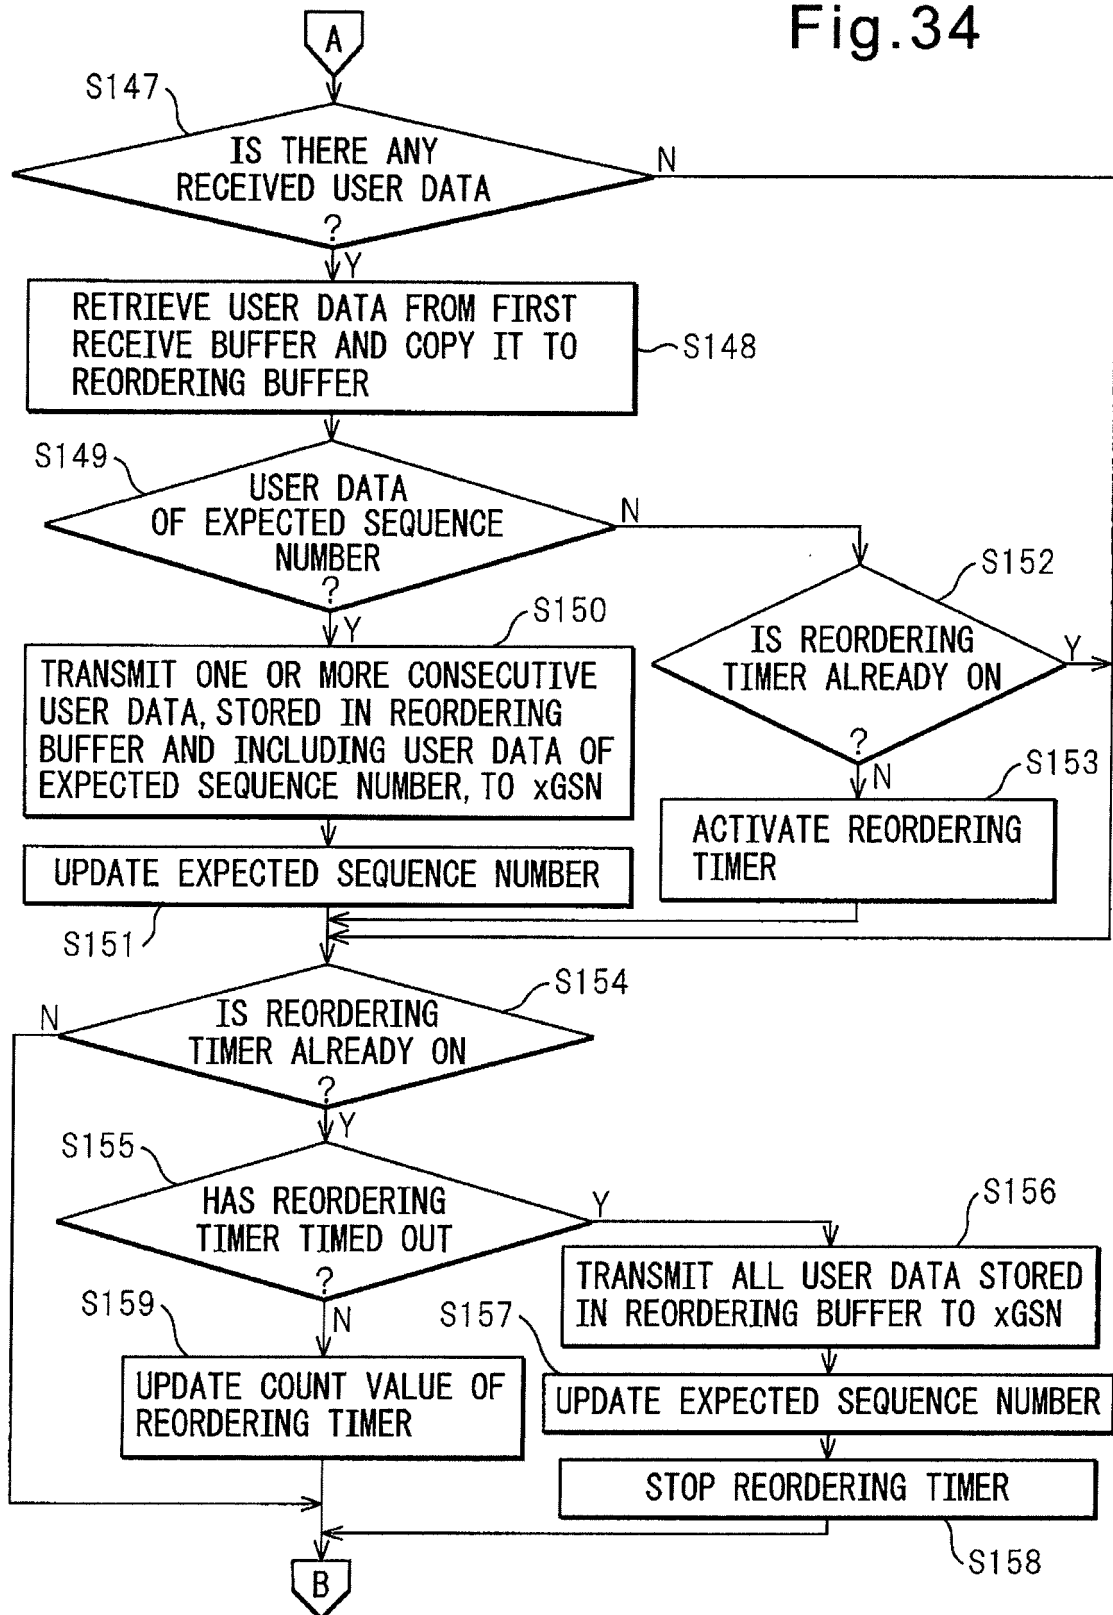 Fig.34
A
S147
IS THERE ANY
RECEIVED USER DATA
?
N
Y
RETRIEVE USER DATA FROM FIRST
RECEIVE BUFFER AND COPY IT TO
REORDERING BUFFER
S148
S149
USER DATA
OF EXPECTED SEQUENCE
NUMBER
?
N
Y
S152
IS REORDERING
TIMER ALREADY ON
?
Y
N
S150
TRANSMIT ONE OR MORE CONSECUTIVE
USER DATA, STORED IN REORDERING
BUFFER AND INCLUDING USER DATA OF
EXPECTED SEQUENCE NUMBER, TO xGSN
S153
ACTIVATE REORDERING
TIMER
UPDATE EXPECTED SEQUENCE NUMBER
S151
S154
IS REORDERING
TIMER ALREADY ON
?
N
Y
S155
HAS REORDERING
TIMER TIMED OUT
?
Y
N
S156
TRANSMIT ALL USER DATA STORED
IN REORDERING BUFFER TO xGSN
S159
UPDATE COUNT VALUE OF
REORDERING TIMER
S157
UPDATE EXPECTED SEQUENCE NUMBER
STOP REORDERING TIMER
S158
B